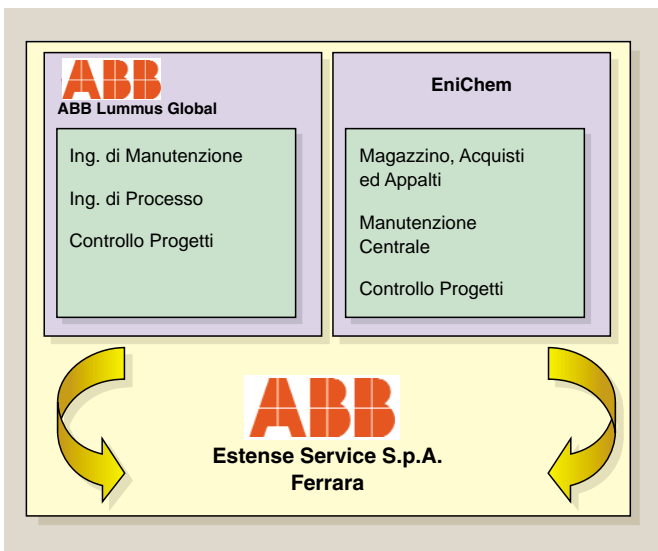 ABB
ABB Lummus Global
Ing. di Manutenzione
Ing. di Processo
Controllo Progetti
EniChem
Magazzino, Acquisti
ed Appalti
Manutenzione
Centrale
Controllo Progetti
ABB
Estense Service S.p.A.
Ferrara